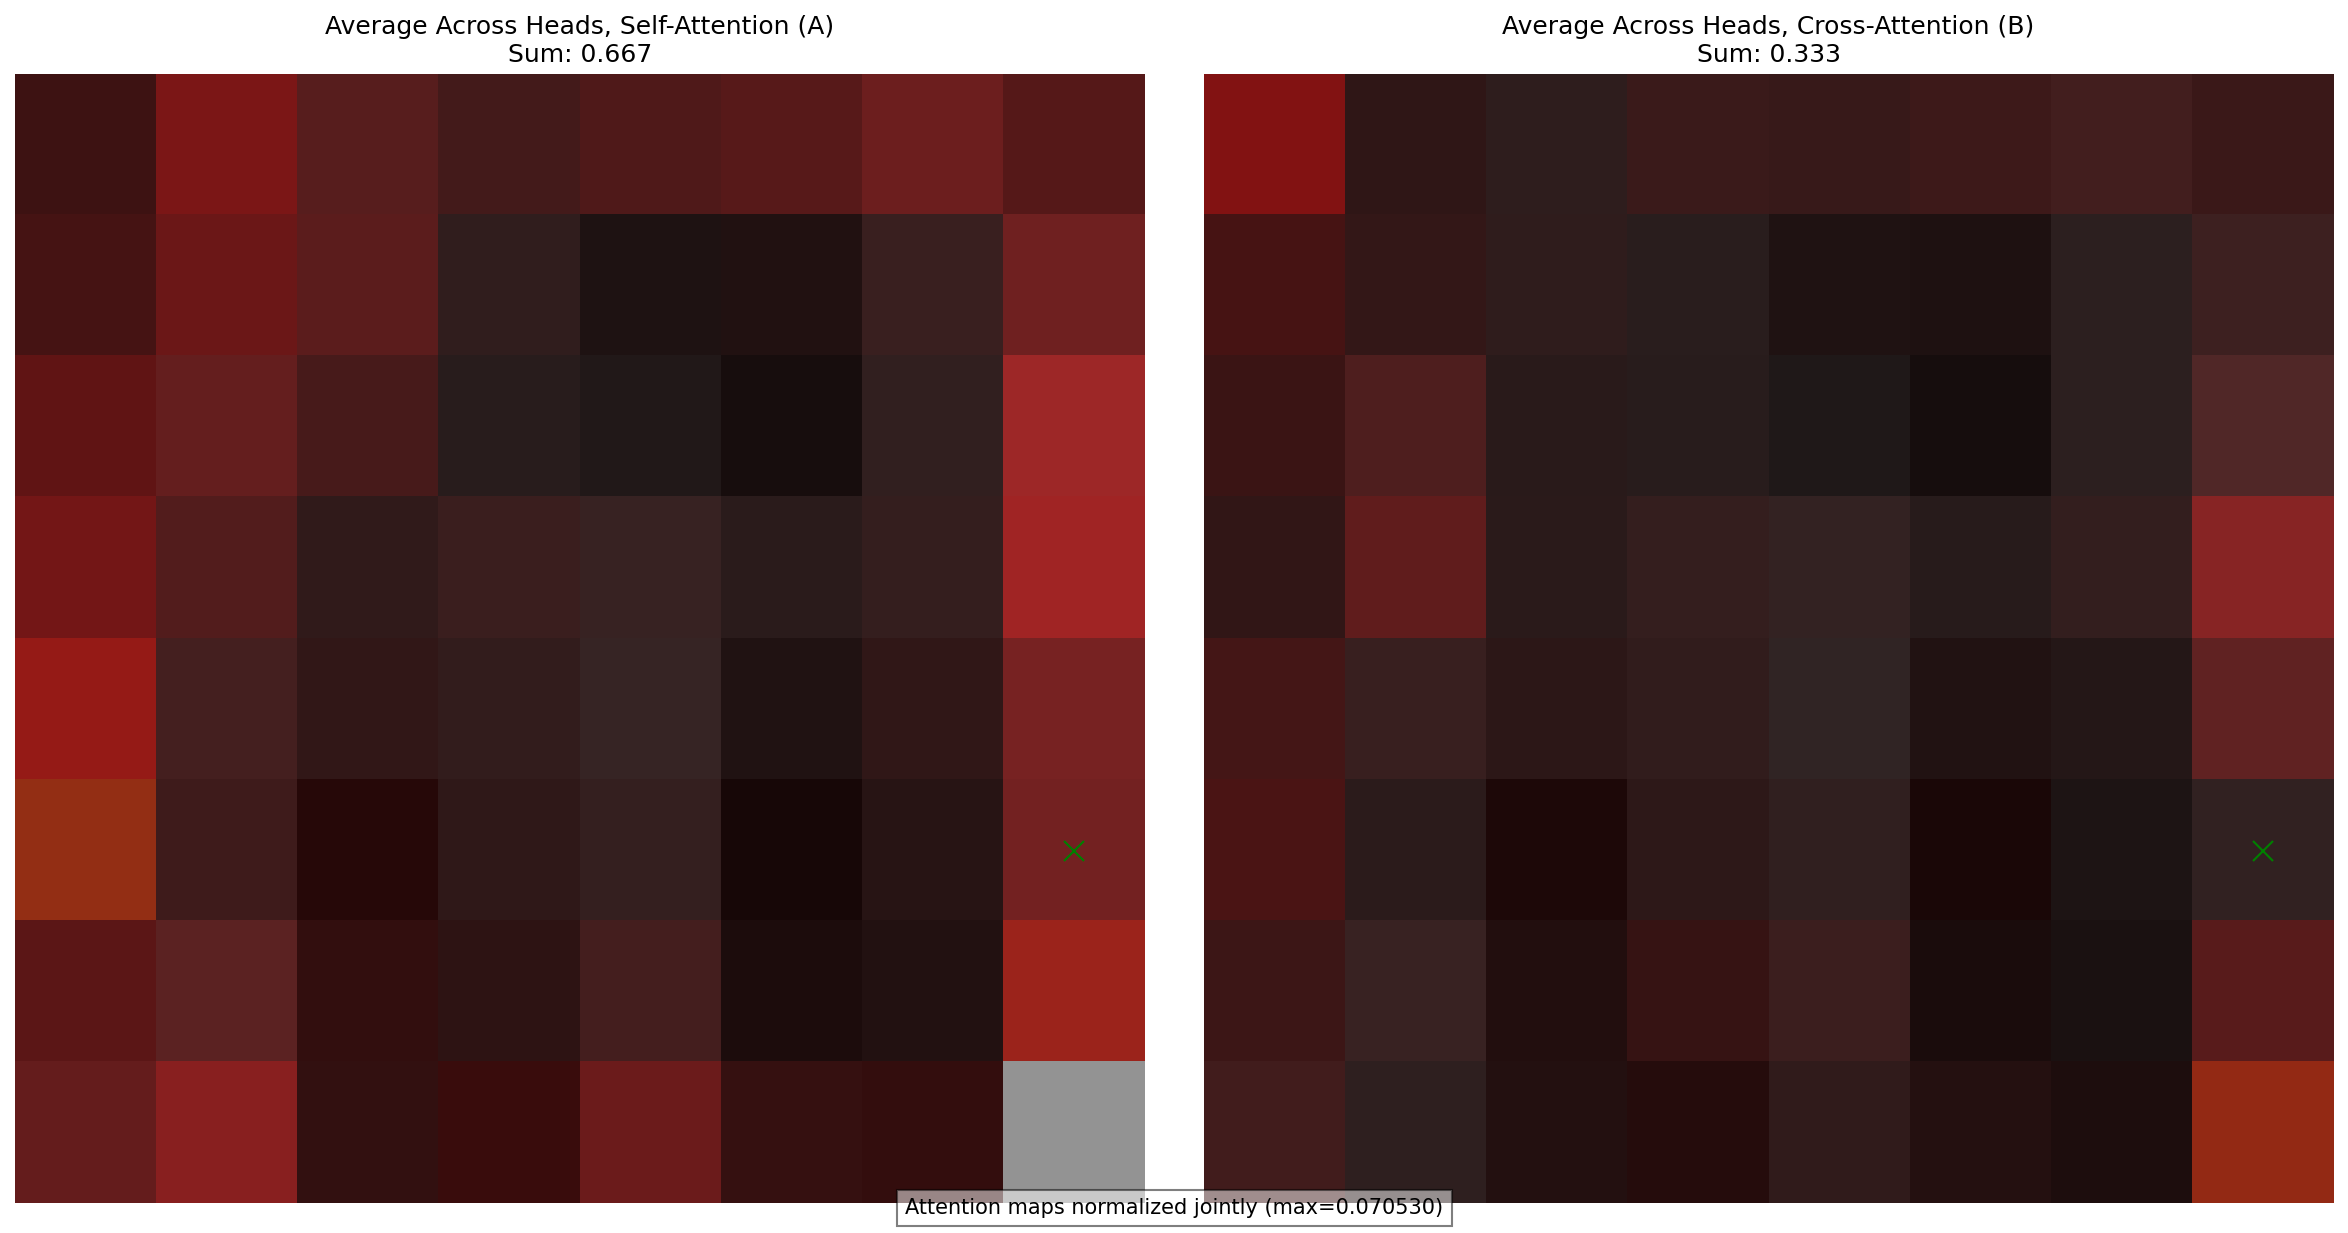 Average Across Heads, Self-Attention (A)
Sum: 0.667
Average Across Heads, Cross-Attention (B)
Sum: 0.333
Attention maps normalized jointly (max=0.070530)